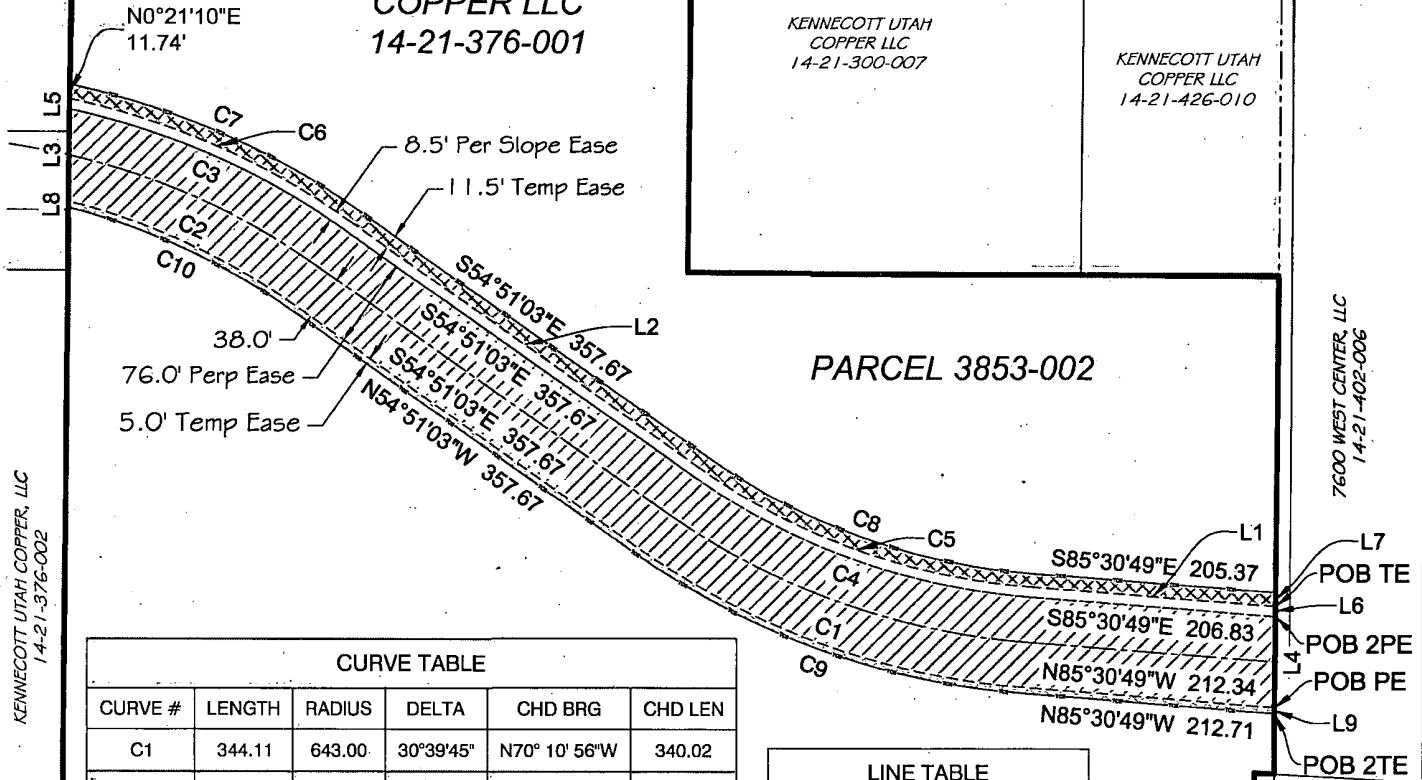 N0°21'10"E
11.74'
COPPER LLC
14-21-376-001
KENNECOTT UTAH
COPPER LLC
14-21-300-007
KENNECOTT UTAH
COPPER LLC
14-21-426-010
L5
L3
L8
C7
C6
C3
C2
C10
8.5' Per Slope Ease
11.5' Temp Ease
38.0'
76.0' Perp Ease
5.0' Temp Ease
S54°51'03"E 357.67
L2
S54°51'03"E 357.67
S54°51'03"E 357.67
N54°51'03"W 357.67
PARCEL 3853-002
7600 WEST CENTER, LLC
14-21-402-006
KENNECOTT UTAH COPPER, LLC
14-21-376-002
C8
C5
C4
C1
C9
L1
S85°30'49"E 205.37
S85°30'49"E 206.83
N85°30'49"W 212.34
N85°30'49"W 212.71
L7
POB TE
L6
POB 2PE
L4
POB PE
L9
POB 2TE
CURVE TABLE
CURVE # LENGTH RADIUS DELTA CHD BRG CHD LEN
C1 344.11 643.00 30°39'45" N70° 10' 56"W 340.02
LINE TABLE